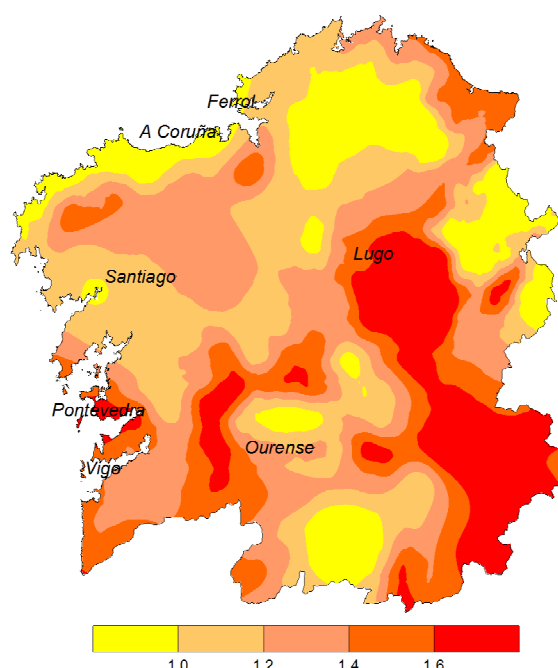 Ferrol
A Coruña
Lugo
Santiago
Pontevedra
Ourense
Vigo
1.0 1.2 1.4 1.6